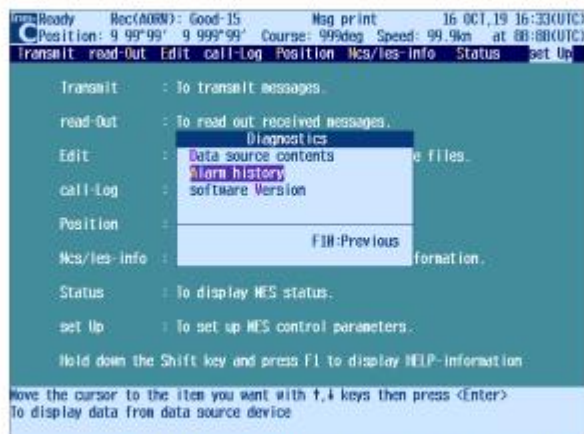 Ready Rec(AORN): Good-15 Msg print 16 OCT,19 16:33(UTC)
Position: 9 99°99' 9 999°99' Course: 999deg Speed: 99.9kn at 88:88(UTC)
Transmit read-Out Edit call-Log Position Ncs/les-info Status set Up
Transmit : To transmit messages.
read-Out : To read out received messages.
Diagnostics
Edit : Data source contents e files.
Alarm history
call-Log : software Version
Position :
F10:Previous
Ncs/les-info : formation.
Status : To display MES status.
set Up : To set up MES control parameters.
Hold down the Shift key and press F1 to display HELP-information
Move the cursor to the item you want with ↑,↓ keys then press <Enter>
To display data from data source device